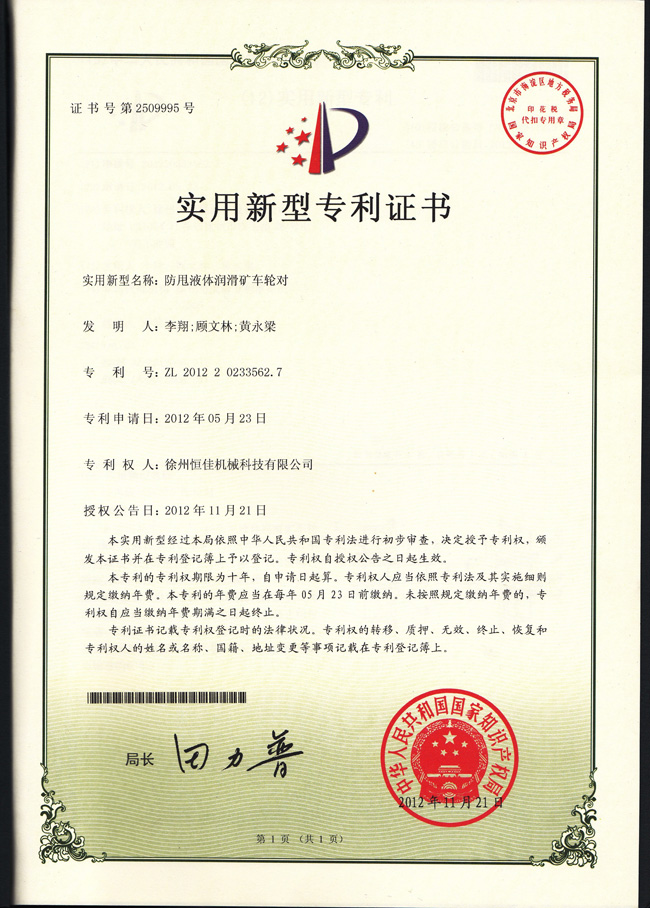 证书号第2509995号
北京市海淀区地方税务局
印花税
代扣专用章
国家知识产权局
实用新型专利证书
实用新型名称：防甩液体润滑矿车轮对
发明人：李翔;顾文林;黄永梁
专利号：ZL 2012 2 0233562.7
专利申请日：2012年05月23日
专利权人：徐州恒佳机械科技有限公司
授权公告日：2012年11月21日
本实用新型经过本局依照中华人民共和国专利法进行初步审查，决定授予专利权，颁
发本证书并在专利登记簿上予以登记。专利权自授权公告之日起生效。
本专利的专利权期限为十年，自申请日起算。专利权人应当依照专利法及其实施细则
规定缴纳年费。本专利的年费应当在每年05月23日前缴纳。未按照规定缴纳年费的，专
利权自应当缴纳年费期满之日起终止。
专利证书记载专利权登记时的法律状况。专利权的转移、质押、无效、终止、恢复和
专利权人的姓名或名称、国籍、地址变更等事项记载在专利登记簿上。
局长
田力普
中华人民共和国国家知识产权局
2012年11月21日
第1页（共1页）